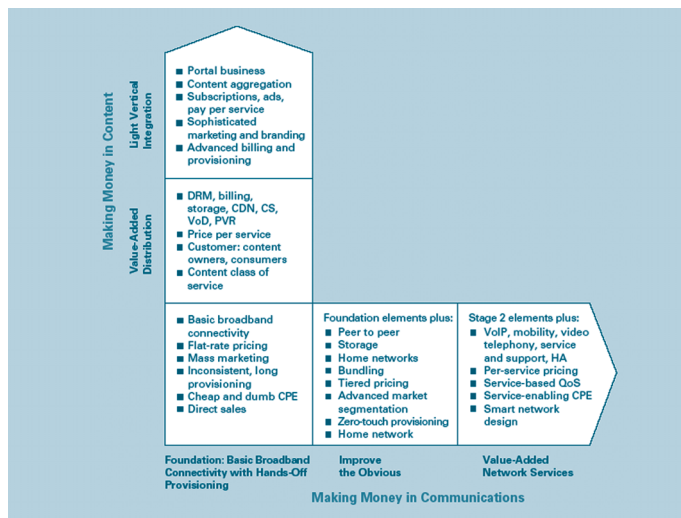 Making Money in Content
Light Vertical
Integration
■ Portal business
■ Content aggregation
■ Subscriptions, ads,
pay per service
■ Sophisticated
marketing and branding
■ Advanced billing and
provisioning
Value-Added
Distribution
■ DRM, billing,
storage, CDN, CS,
VoD, PVR
■ Price per service
■ Customer: content
owners, consumers
■ Content class of
service
■ Basic broadband
connectivity
■ Flat-rate pricing
■ Mass marketing
■ Inconsistent, long
provisioning
■ Cheap and dumb CPE
■ Direct sales
Foundation elements plus:
■ Peer to peer
■ Storage
■ Home networks
■ Bundling
■ Tiered pricing
■ Advanced market
segmentation
■ Zero-touch provisioning
■ Home network
Stage 2 elements plus:
■ VoIP, mobility, video
telephony, service
and support, HA
■ Per-service pricing
■ Service-based QoS
■ Service-enabling CPE
■ Smart network
design
Foundation: Basic Broadband
Connectivity with Hands-Off
Provisioning
Improve
the Obvious
Value-Added
Network Services
Making Money in Communications